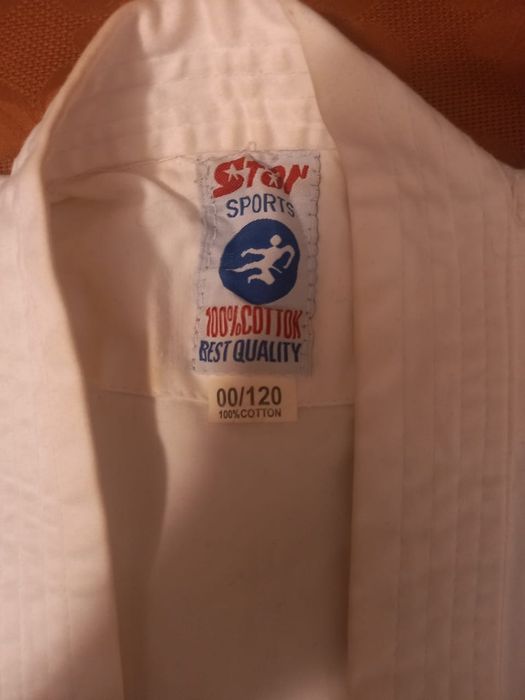 Star
SPORTS
100% COTTOK
BEST QUALITY
00/120
100% COTTON